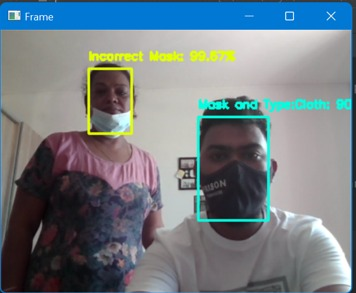 Frame
Incorrect Mask: 99.67%
Mask and Type:Cloth: 90